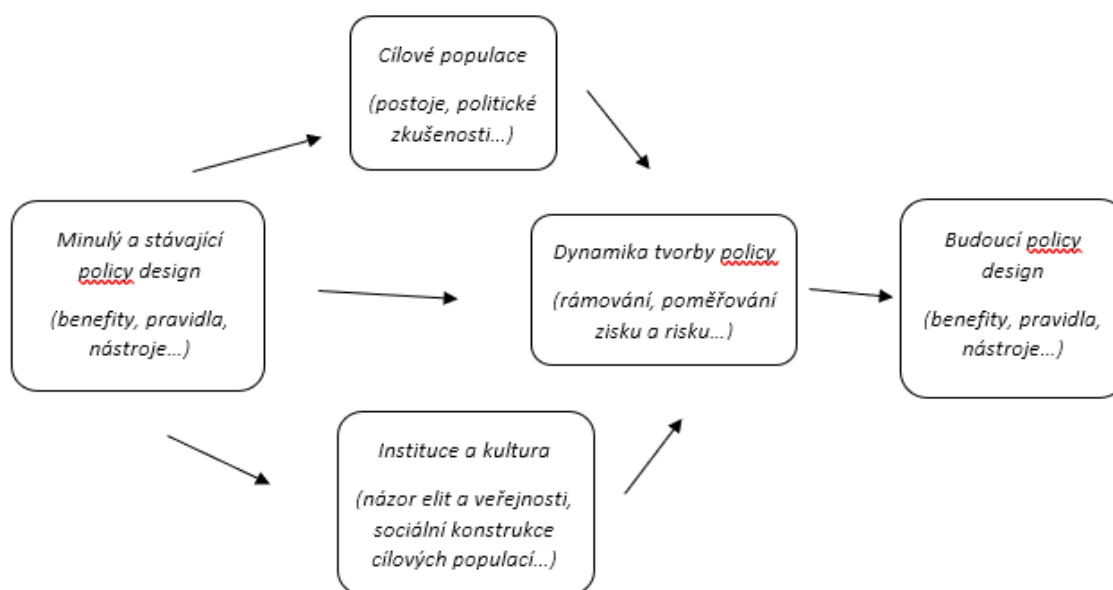 Cílové populace
(postoje, politické
zkušenosti…)
Minulý a stávající
policy design
(benefity, pravidla,
nástroje…)
Dynamika tvorby policy
(rámování, poměřování
zisku a risku…)
Budoucí policy
design
(benefity, pravidla,
nástroje…)
Instituce a kultura
(názor elit a veřejnosti,
sociální konstrukce
cílových populací…)